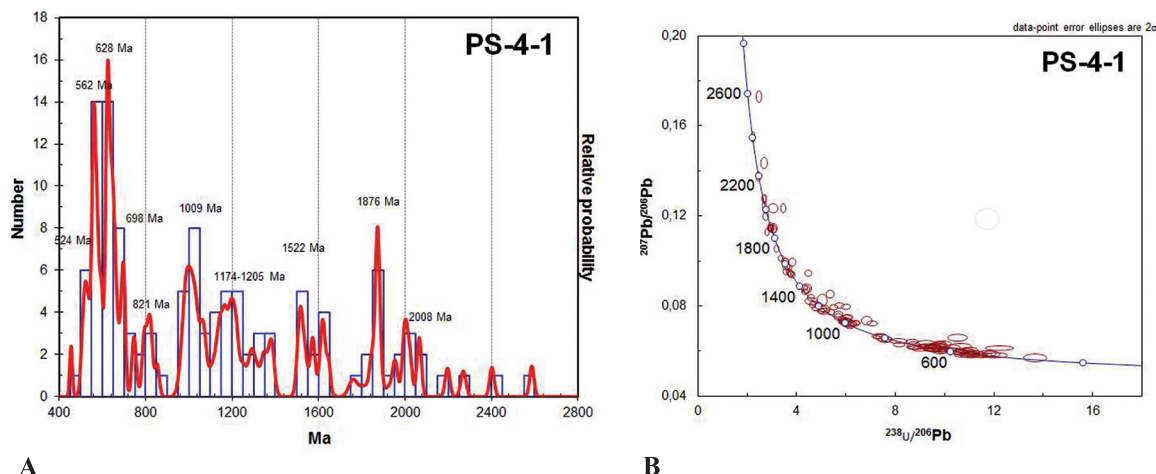 PS-4-1
18
16
14
12
10
8
6
4
2
0
Number
628 Ma
562 Ma
698 Ma
524 Ma
821 Ma
1009 Ma
1174-1205 Ma
1522 Ma
1876 Ma
2008 Ma
Relative probability
400
800
1200
1600
2000
2400
2800
Ma
A
data-point error ellipses are 2σ
PS-4-1
0,20
0,16
0,12
0,08
0,04
²⁰⁷Pb/²⁰⁶Pb
2600
2200
1800
1400
1000
600
0
4
8
12
16
²³⁸U/²⁰⁶Pb
B